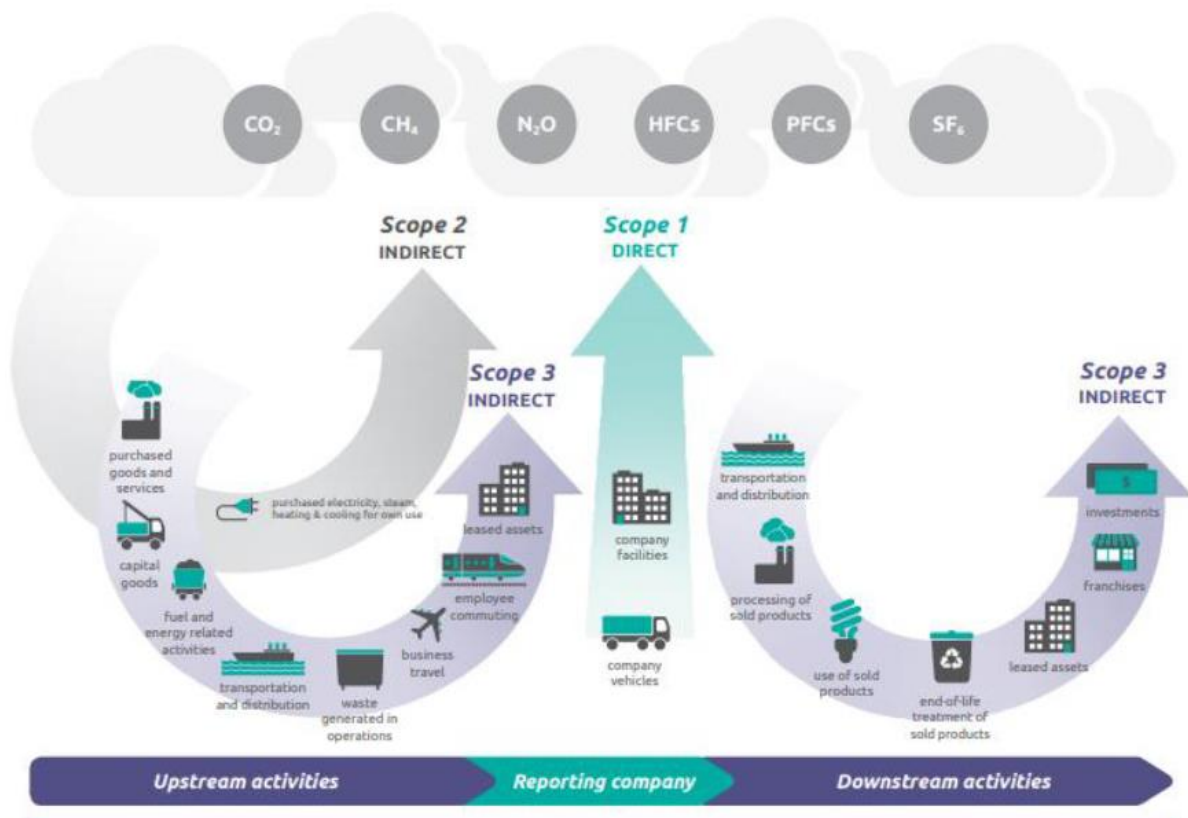 CO₂
CH₄
N₂O
HFCs
PFCs
SF₆
Scope 2
INDIRECT
Scope 1
DIRECT
Scope 3
INDIRECT
Scope 3
INDIRECT
purchased
goods and
services
capital
goods
fuel and
energy related
activities
transportation
and distribution
waste
generated in
operations
business
travel
employee
commuting
leased assets
purchased electricity, steam,
heating & cooling for own use
company
facilities
company
vehicles
transportation
and distribution
processing of
sold products
use of sold
products
end-of-life
treatment of
sold products
leased assets
franchises
$
investments
Upstream activities
Reporting company
Downstream activities